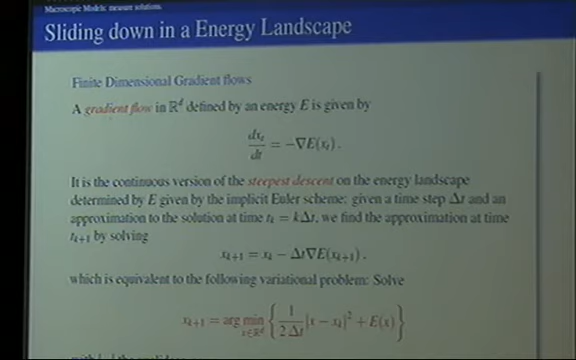 Macroscopic Models: measure solutions
Sliding down in a Energy Landscape
Finite Dimensional Gradient flows
A gradient flow in ℝ^d defined by an energy E is given by
dx_t/dt = −∇E(x_t).
It is the continuous version of the steepest descent on the energy landscape
determined by E given by the implicit Euler scheme: given a time step Δt and an
approximation to the solution at time t_k = kΔt, we find the approximation at time
t_{k+1} by solving
x_{k+1} = x_k − Δt∇E(x_{k+1}).
which is equivalent to the following variational problem: Solve
x_{k+1} = arg min_{x∈ℝ^d} { 1/(2Δt) |x − x_k|^2 + E(x) }